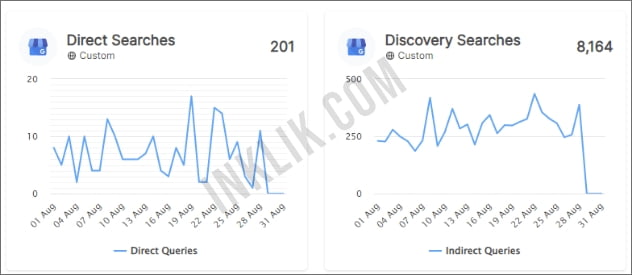 Direct Searches
Custom
201
20
10
0
01 Aug
04 Aug
07 Aug
10 Aug
13 Aug
16 Aug
19 Aug
22 Aug
25 Aug
28 Aug
31 Aug
Direct Queries
Discovery Searches
Custom
8,164
500
250
0
01 Aug
04 Aug
07 Aug
10 Aug
13 Aug
16 Aug
19 Aug
22 Aug
25 Aug
28 Aug
31 Aug
Indirect Queries
INKLIK.COM
G
G